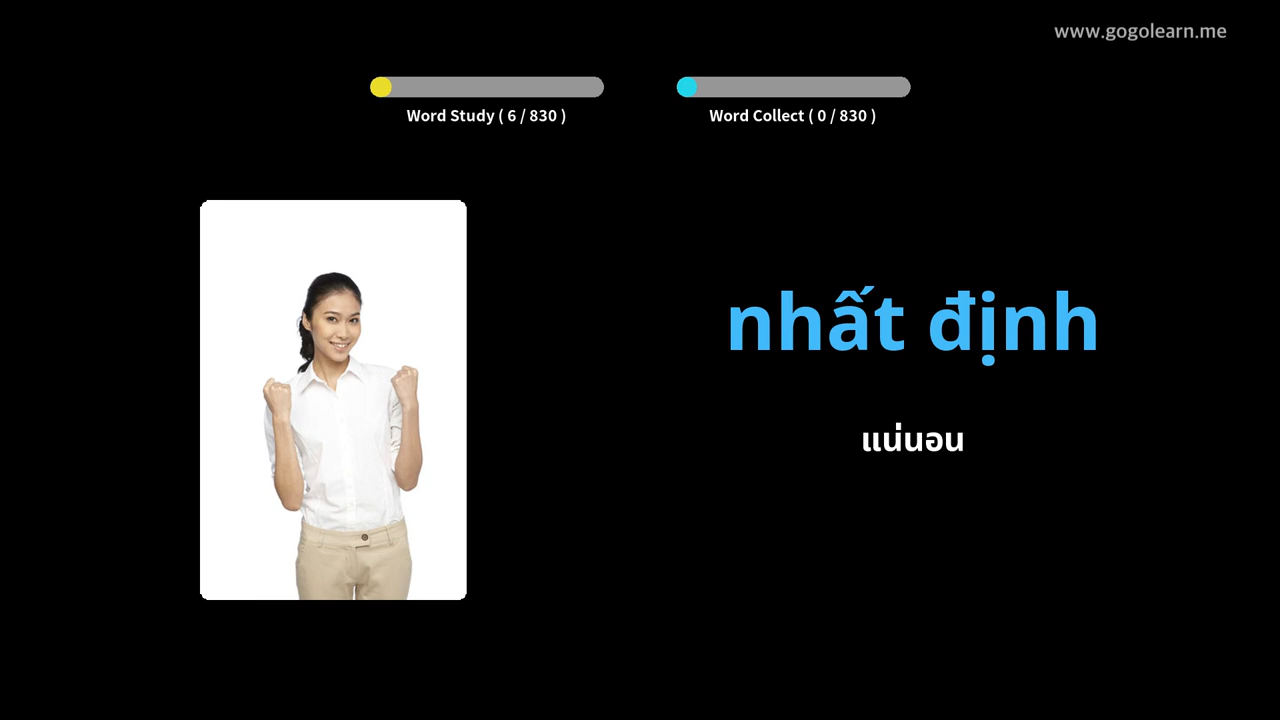 www.gogolearn.me
Word Study ( 6 / 830 )
Word Collect ( 0 / 830 )
nhất định
แน่นอน